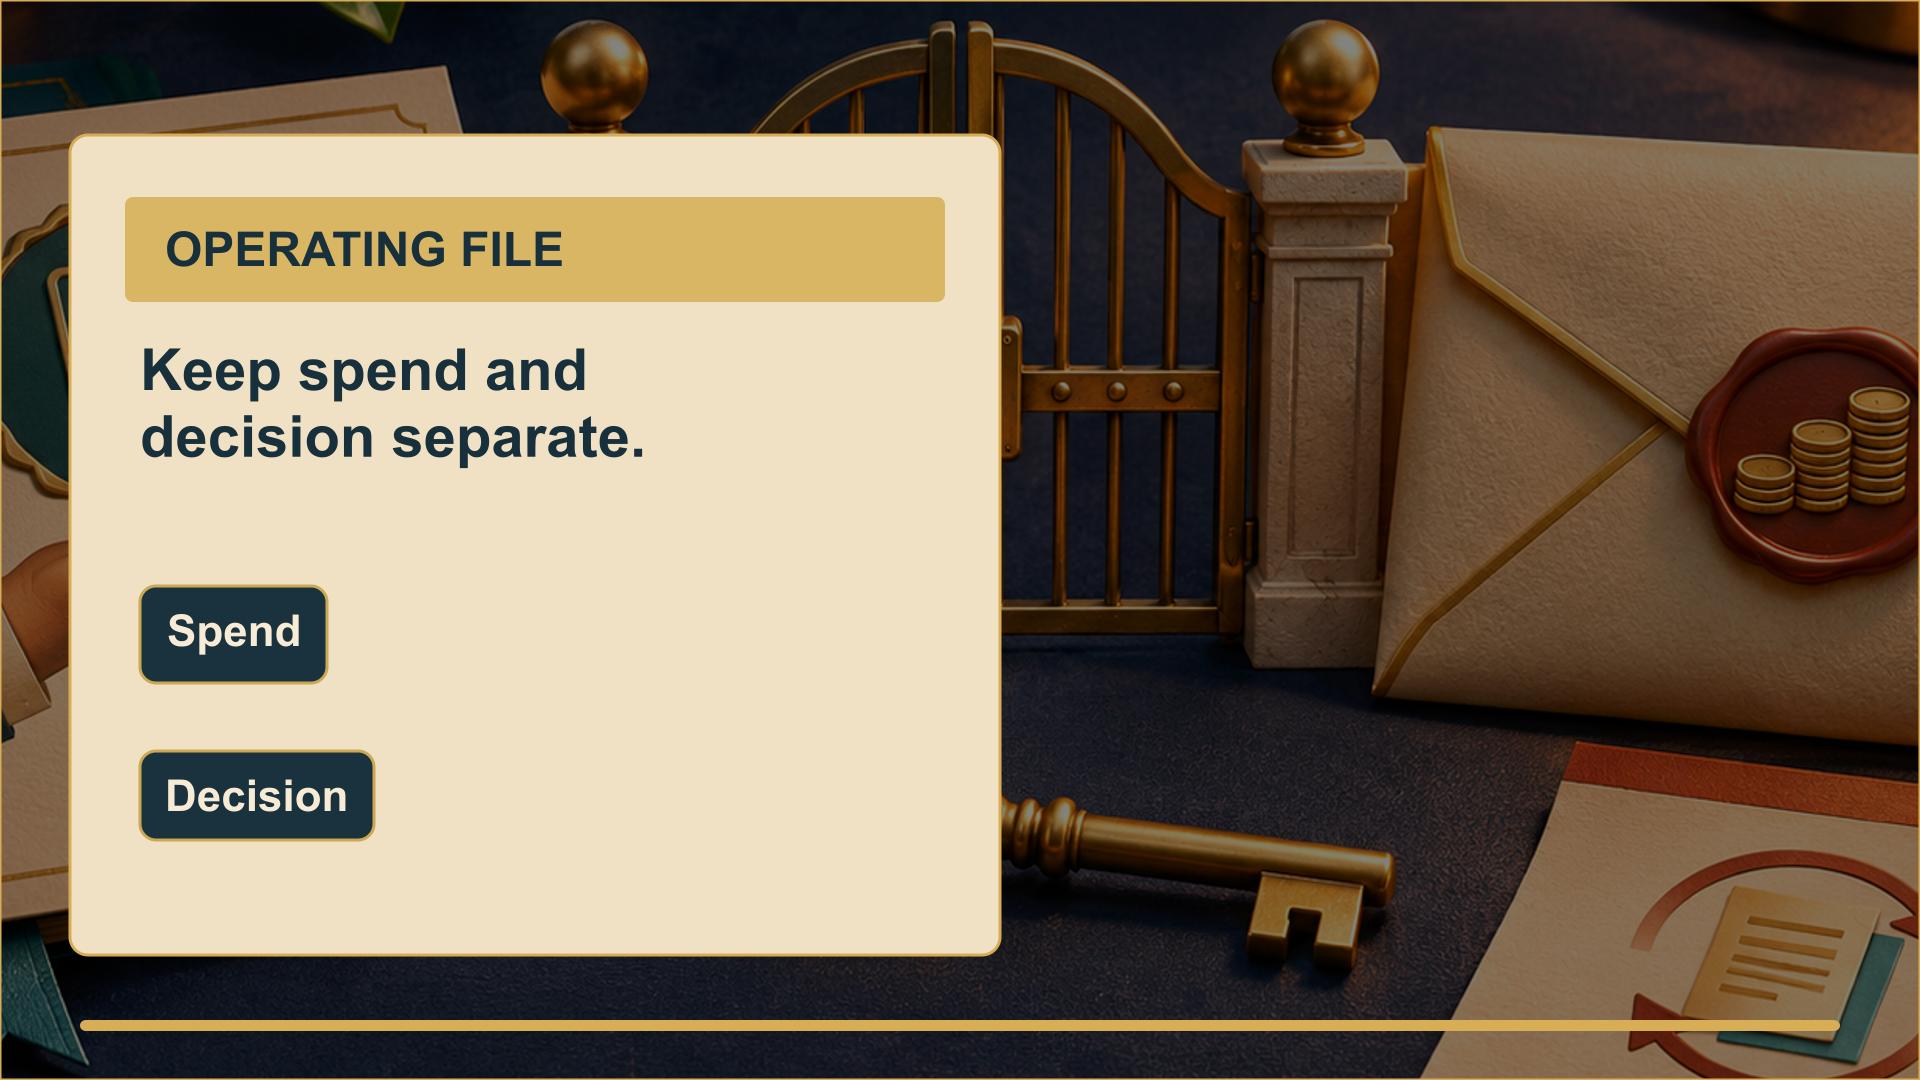 OPERATING FILE
Keep spend and
decision separate.
Spend
Decision